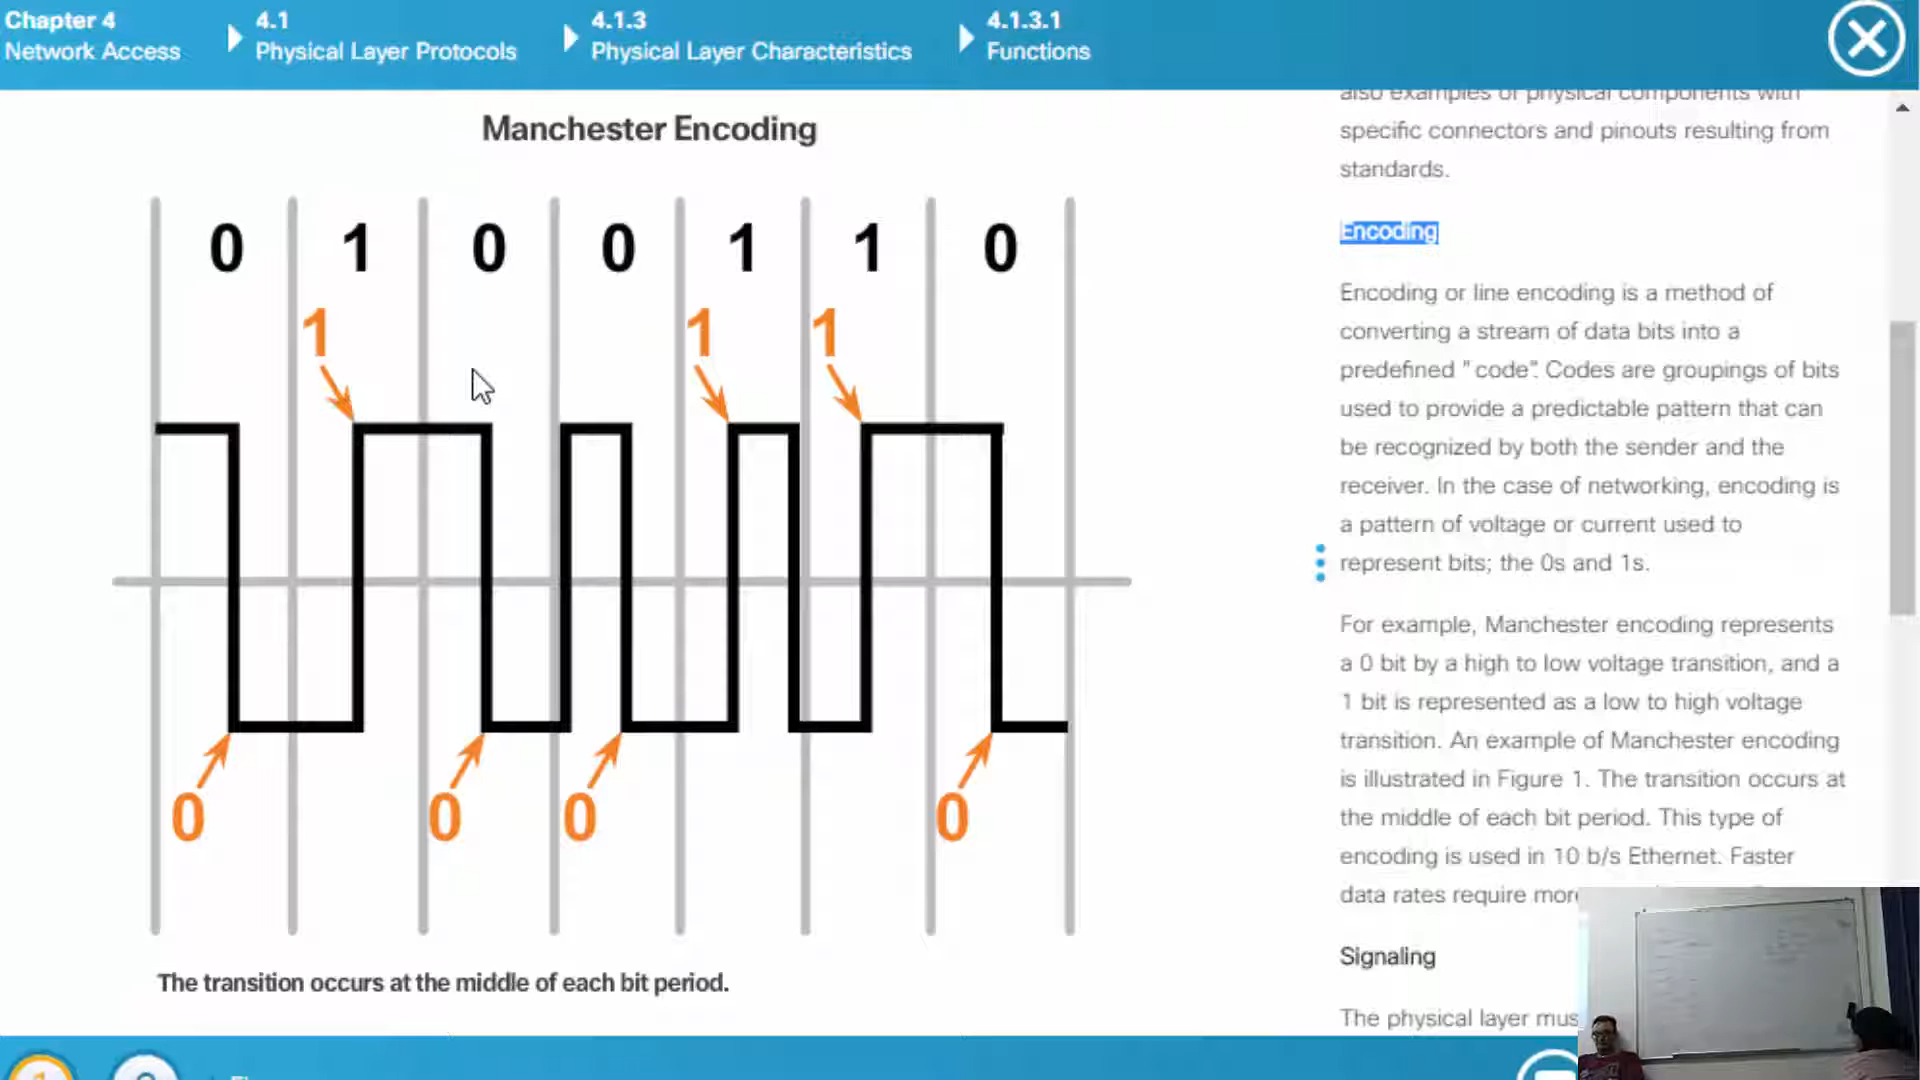 Chapter 4
Network Access
4.1
Physical Layer Protocols
4.1.3
Physical Layer Characteristics
4.1.3.1
Functions
Manchester Encoding
0 1 0 0 1 1 0
1 1 1
0 0 0 0
The transition occurs at the middle of each bit period.
also examples of physical components with
specific connectors and pinouts resulting from
standards.
Encoding
Encoding or line encoding is a method of
converting a stream of data bits into a
predefined "code". Codes are groupings of bits
used to provide a predictable pattern that can
be recognized by both the sender and the
receiver. In the case of networking, encoding is
a pattern of voltage or current used to
represent bits; the 0s and 1s.
For example, Manchester encoding represents
a 0 bit by a high to low voltage transition, and a
1 bit is represented as a low to high voltage
transition. An example of Manchester encoding
is illustrated in Figure 1. The transition occurs at
the middle of each bit period. This type of
encoding is used in 10 b/s Ethernet. Faster
data rates require more
Signaling
The physical layer mus